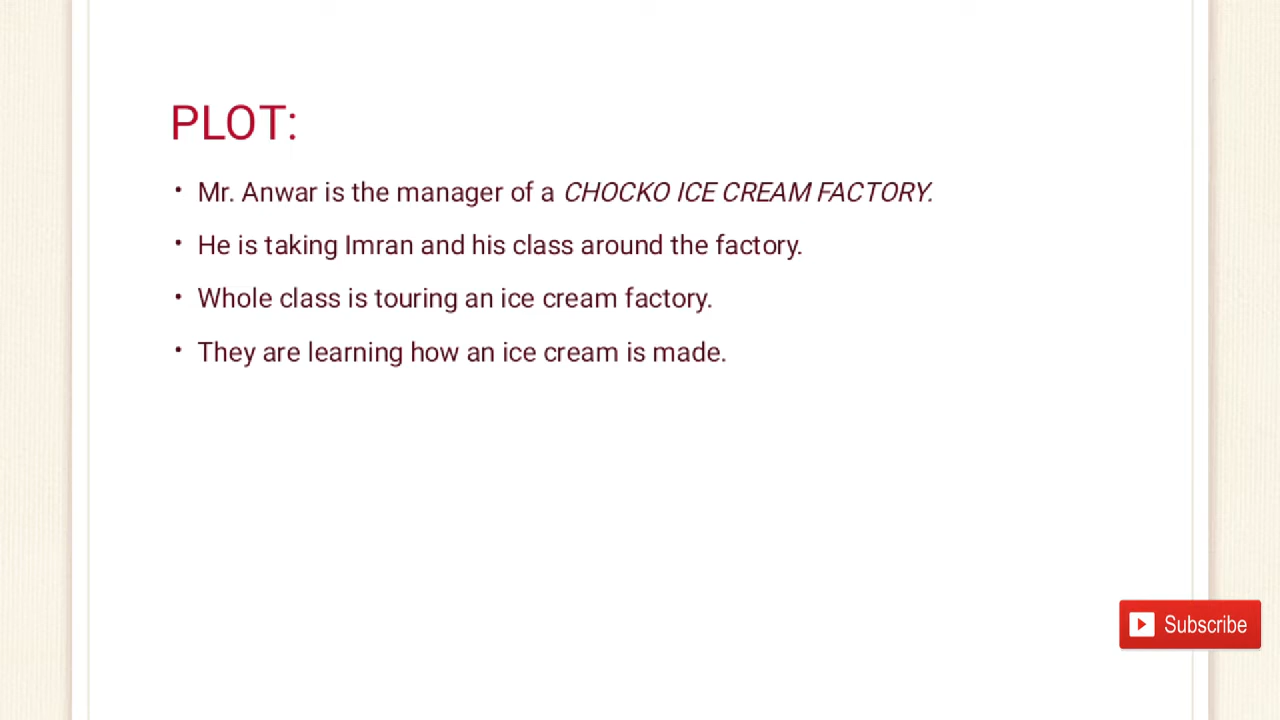 PLOT:
• Mr. Anwar is the manager of a CHOCKO ICE CREAM FACTORY.
• He is taking Imran and his class around the factory.
• Whole class is touring an ice cream factory.
• They are learning how an ice cream is made.
Subscribe